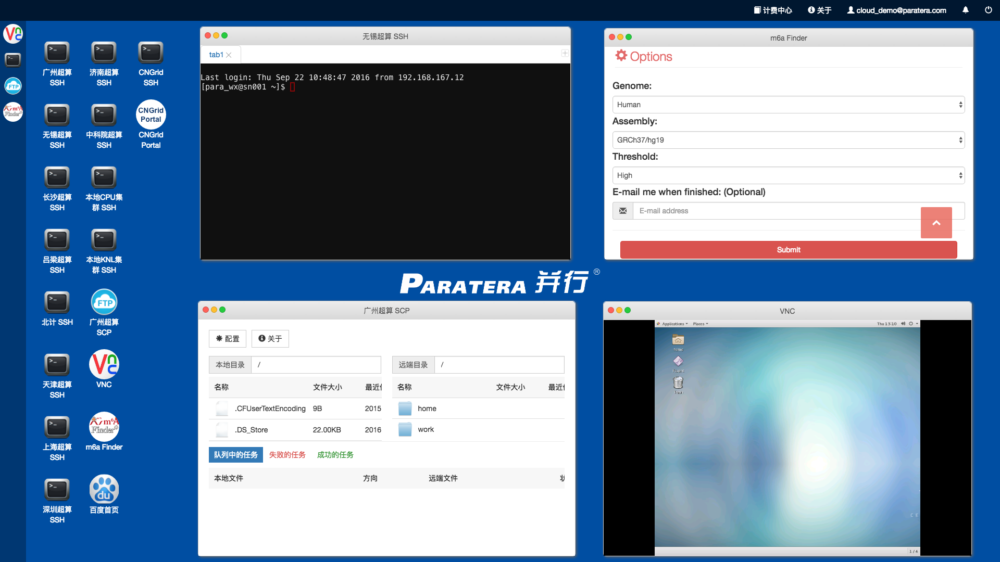 计费中心
关于
cloud_demo@paratera.com
广州超算
SSH
济南超算
SSH
CNGrid
SSH
无锡超算
SSH
中科院超算
SSH
CNGrid
Portal
CNGrid
Portal
长沙超算
SSH
本地CPU集
群 SSH
吕梁超算
SSH
本地KNL集
群 SSH
北计 SSH
FTP
广州超算
SCP
天津超算
SSH
VNC
VNC
上海超算
SSH
m6A
Finder
m6a Finder
深圳超算
SSH
du
百度首页
VNC
FTP
m6A
Finder
无锡超算 SSH
tab1
Last login: Thu Sep 22 10:48:47 2016 from 192.168.167.12
[para_wx@sn001 ~]$
m6a Finder
Options
Genome:
Human
Assembly:
GRCh37/hg19
Threshold:
High
E-mail me when finished: (Optional)
E-mail address
Submit
PARATERA 并行®
广州超算 SCP
配置
关于
本地目录 /
远端目录 /
名称 文件大小
名称 文件大小
.CFUserTextEncoding 9B 2015
.DS_Store 22.00KB 2016
home
work
队列中的任务 失败的任务 成功的任务
本地文件 方向 远端文件
VNC
Applications Places Thu 13:10
home
Fluent
Trash
C E
1 / 4